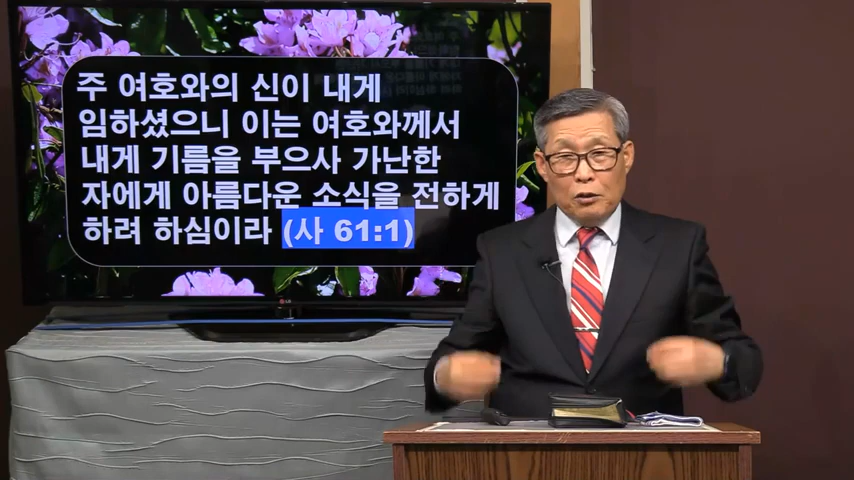 주 여호와의 신이 내게
임하셨으니 이는 여호와께서
내게 기름을 부으사 가난한
자에게 아름다운 소식을 전하게
하려 하심이라 (사 61:1)
LG